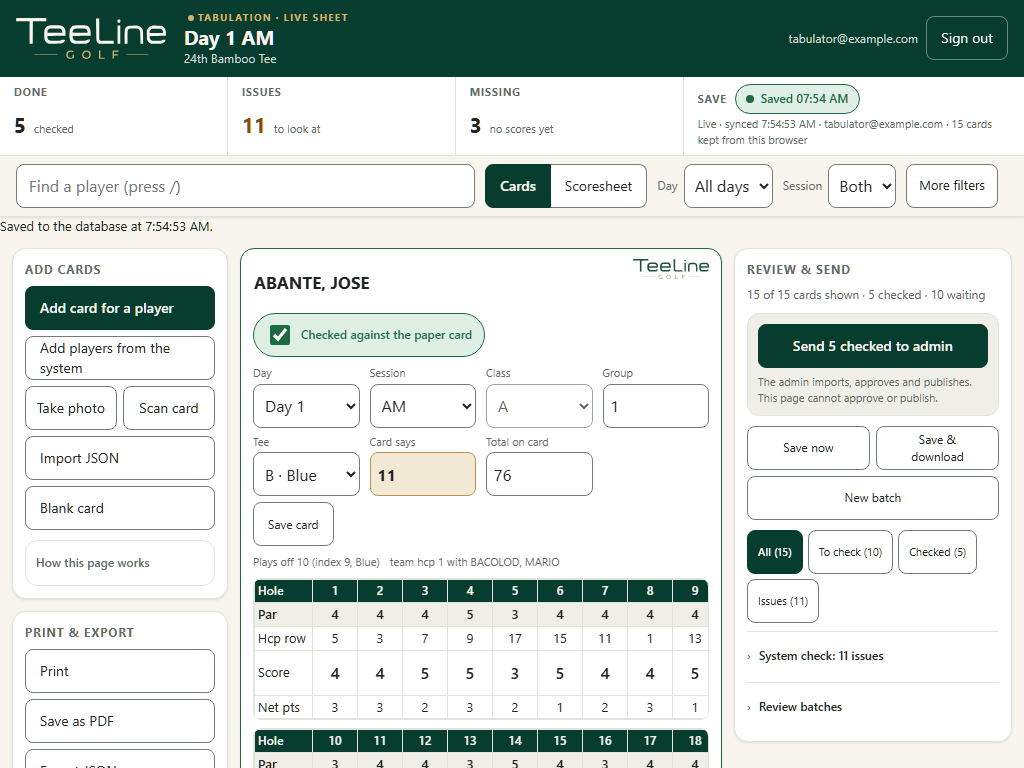 TeeLine
GOLF
TABULATION · LIVE SHEET
Day 1 AM
24th Bamboo Tee
tabulator@example.com
Sign out
DONE
5 checked
ISSUES
11 to look at
MISSING
3 no scores yet
SAVE
Saved 07:54 AM
Live · synced 7:54:53 AM · tabulator@example.com · 15 cards
kept from this browser
Find a player (press /)
Cards
Scoresheet
Day
All days
Session
Both
More filters
Saved to the database at 7:54:53 AM.
ADD CARDS
Add card for a player
Add players from the
system
Take photo
Scan card
Import JSON
Blank card
How this page works
PRINT & EXPORT
Print
Save as PDF
TeeLine
GOLF
ABANTE, JOSE
Checked against the paper card
Day Session Class Group
Day 1 AM A 1
Tee Card says Total on card
B · Blue 11 76
Save card
Plays off 10 (index 9, Blue) team hcp 1 with BACOLOD, MARIO
Hole 1 2 3 4 5 6 7 8 9
Par 4 4 4 5 3 4 4 4 4
Hcp row 5 3 7 9 17 15 11 1 13
Score 4 4 5 5 3 5 4 4 5
Net pts 3 3 2 3 2 1 2 3 1
Hole 10 11 12 13 14 15 16 17 18
Par 3 4 4 3 5 4 3 4 4
REVIEW & SEND
15 of 15 cards shown · 5 checked · 10 waiting
Send 5 checked to admin
The admin imports, approves and publishes.
This page cannot approve or publish.
Save now
Save &
download
New batch
All (15)
To check (10)
Checked (5)
Issues (11)
› System check: 11 issues
› Review batches